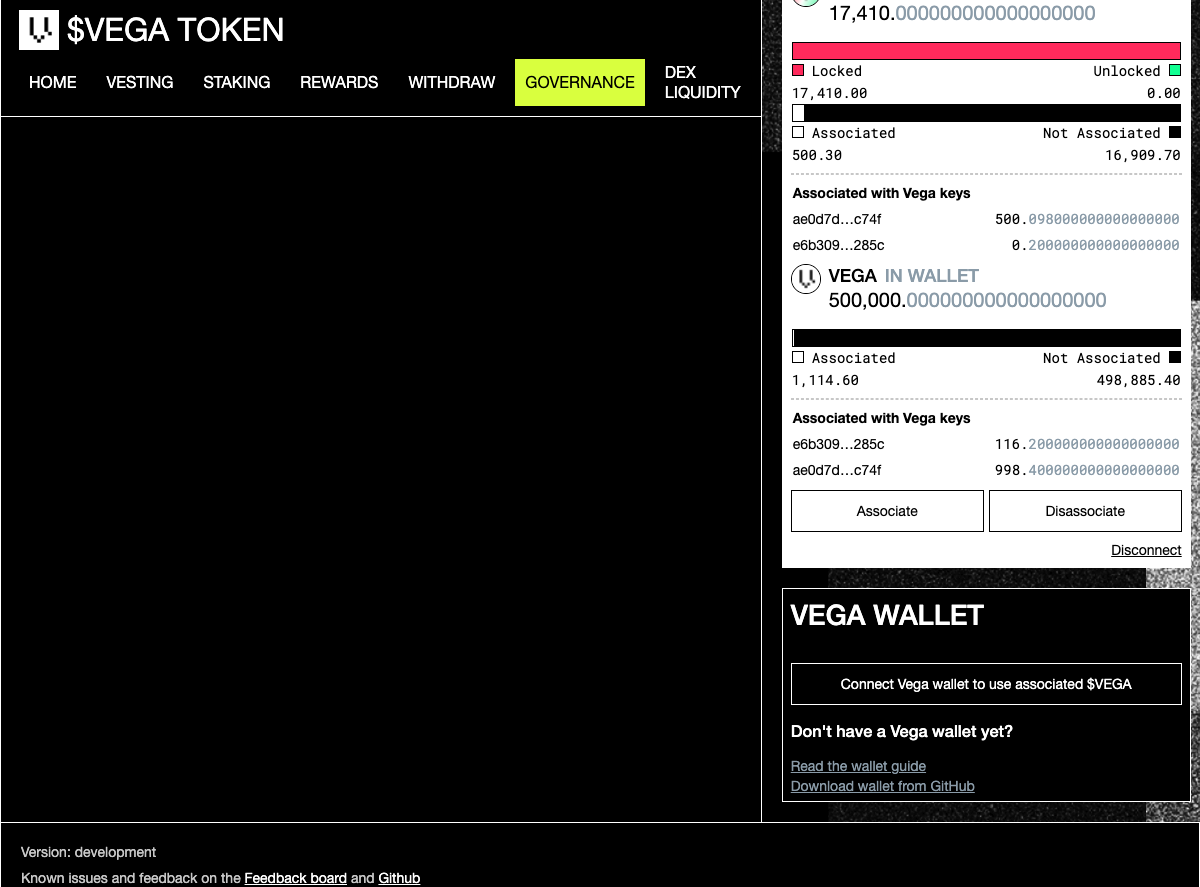 $VEGA TOKEN
HOME VESTING STAKING REWARDS WITHDRAW GOVERNANCE DEX LIQUIDITY
17,410.000000000000000000
Locked Unlocked
17,410.00 0.00
Associated Not Associated
500.30 16,909.70
Associated with Vega keys
ae0d7d...c74f 500.098000000000000000
e6b309...285c 0.200000000000000000
VEGA IN WALLET
500,000.000000000000000000
Associated Not Associated
1,114.60 498,885.40
Associated with Vega keys
e6b309...285c 116.200000000000000000
ae0d7d...c74f 998.400000000000000000
Associate Disassociate
Disconnect
VEGA WALLET
Connect Vega wallet to use associated $VEGA
Don't have a Vega wallet yet?
Read the wallet guide
Download wallet from GitHub
Version: development
Known issues and feedback on the Feedback board and Github